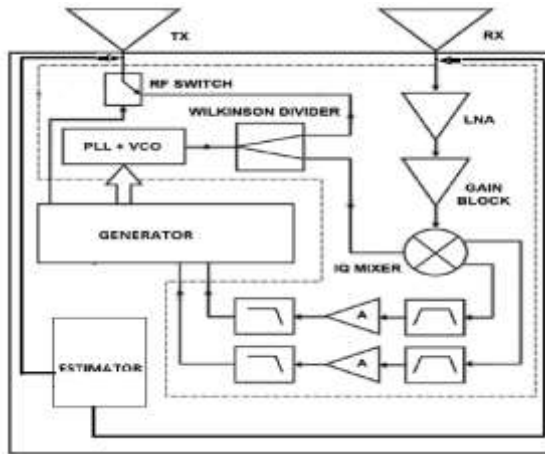 TX
RX
RF SWITCH
WILKINSON DIVIDER
LNA
PLL + VCO
GAIN
BLOCK
GENERATOR
IQ MIXER
A
A
ESTIMATOR